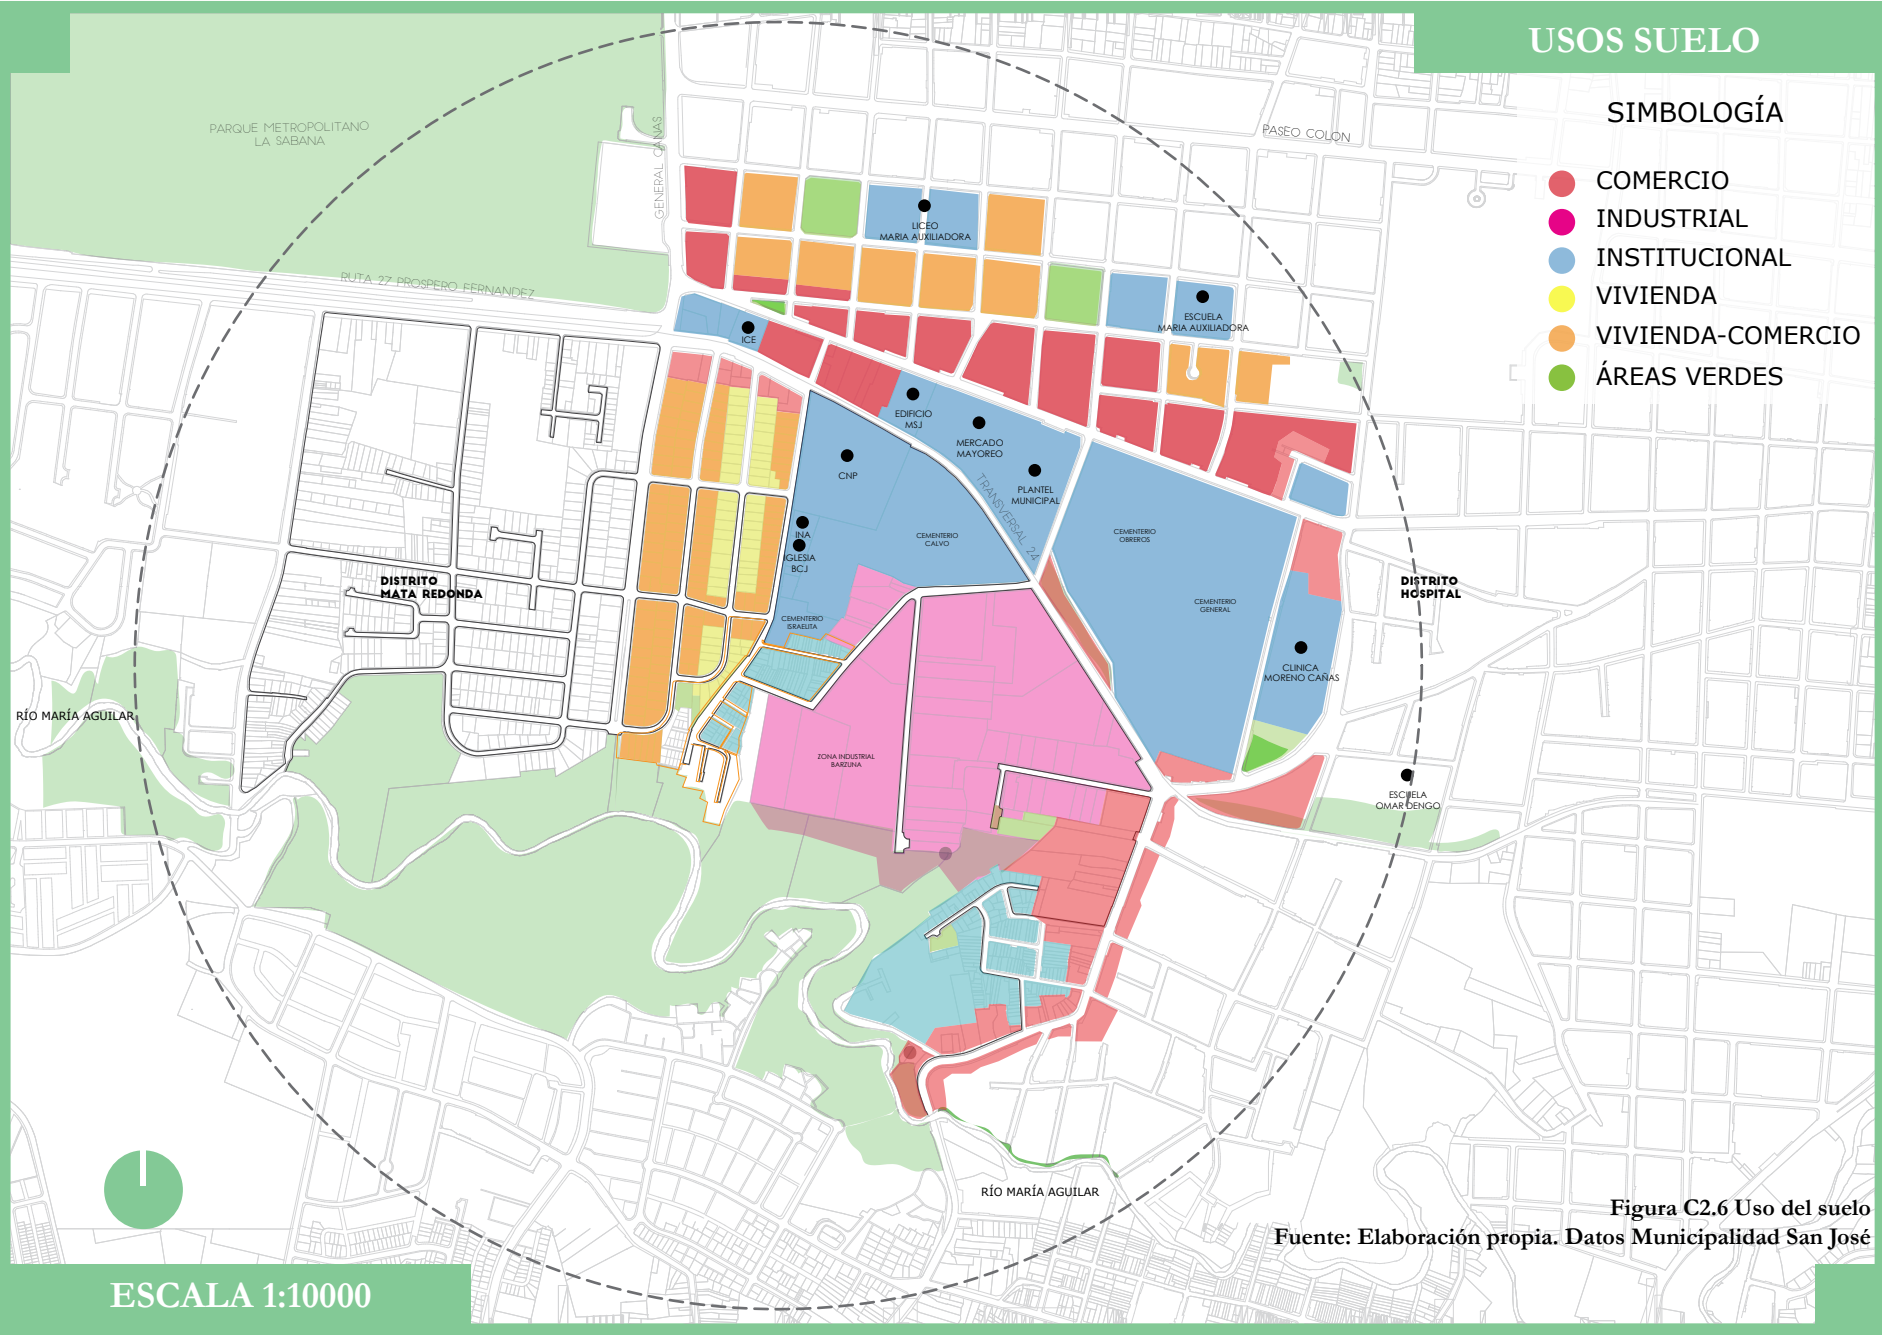 USOS SUELO
SIMBOLOGÍA
COMERCIO
INDUSTRIAL
INSTITUCIONAL
VIVIENDA
VIVIENDA-COMERCIO
ÁREAS VERDES
PARQUE METROPOLITANO
LA SABANA
GENERAL CAÑAS
PASEO COLON
RUTA 27 PROSPERO FERNANDEZ
LICEO
MARIA AUXILIADORA
ESCUELA
MARIA AUXILIADORA
ICE
EDIFICIO
MSJ
MERCADO
MAYOREO
PLANTEL
MUNICIPAL
CNP
TRANSVERSAL 24
INA
IGLESIA
BCJ
CEMENTERIO
CALVO
CEMENTERIO
OBREROS
CEMENTERIO
GENERAL
CEMENTERIO
ISRAELITA
DISTRITO
MATA REDONDA
DISTRITO
HOSPITAL
CLINICA
MORENO CAÑAS
RÍO MARÍA AGUILAR
ZONA INDUSTRIAL
BARZUNA
ESCUELA
OMAR DENGO
RÍO MARÍA AGUILAR
Figura C2.6 Uso del suelo
Fuente: Elaboración propia. Datos Municipalidad San José
ESCALA 1:10000